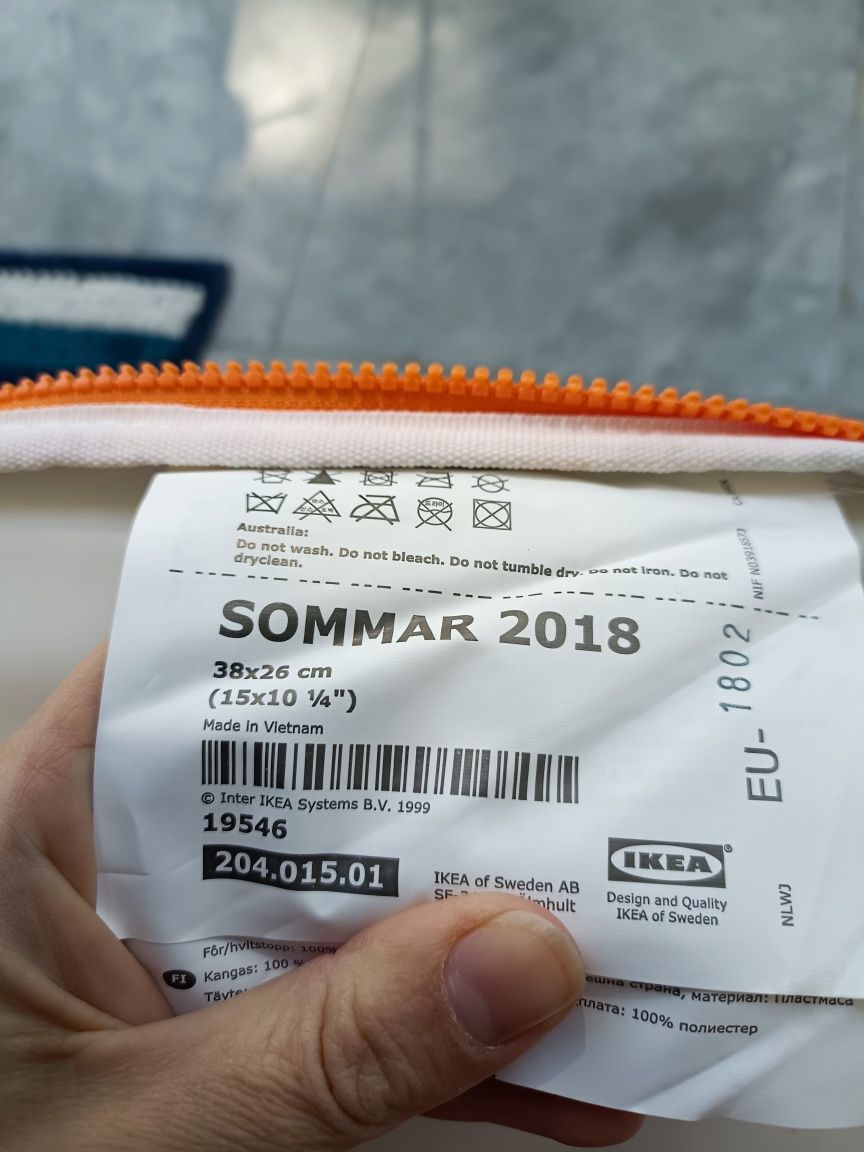 Australia:
Do not wash. Do not bleach. Do not tumble dry. Do not iron. Do not
dryclean.
NIF N03918573
SOMMAR 2018
38x26 cm
(15x10 ¼")
Made in Vietnam
EU- 1802
© Inter IKEA Systems B.V. 1999
19546
204.015.01
IKEA of Sweden AB
IKEA®
Design and Quality
IKEA of Sweden
NLWJ
Fôr/hvitstopp: 100%
FI Kangas: 100 %
страна, материал: Пластмаса
100% полиестер